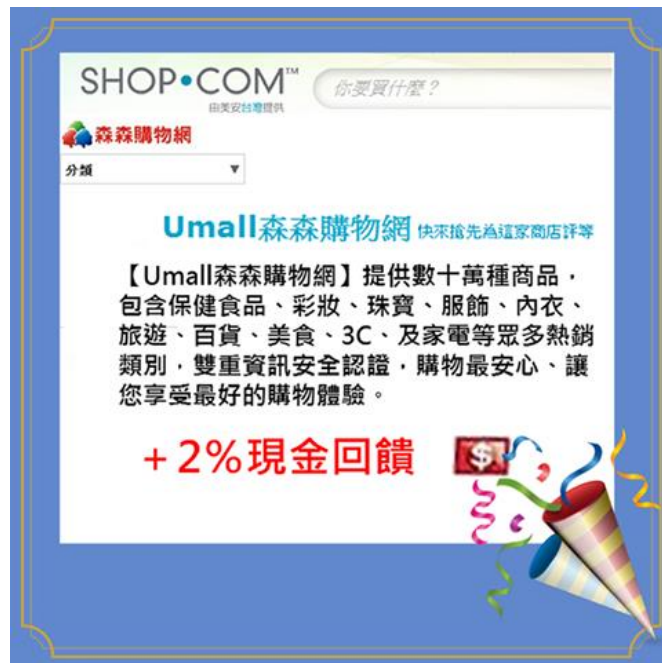 SHOP•COM™
你要買什麼？
由美安台灣提供
森森購物網
分類 ▼
Umall森森購物網 快來搶先為這家商店評等
【Umall森森購物網】提供數十萬種商品，
包含保健食品、彩妝、珠寶、服飾、內衣、
旅遊、百貨、美食、3C、及家電等眾多熱銷
類別，雙重資訊安全認證，購物最安心、讓
您享受最好的購物體驗。
+2%現金回饋
$